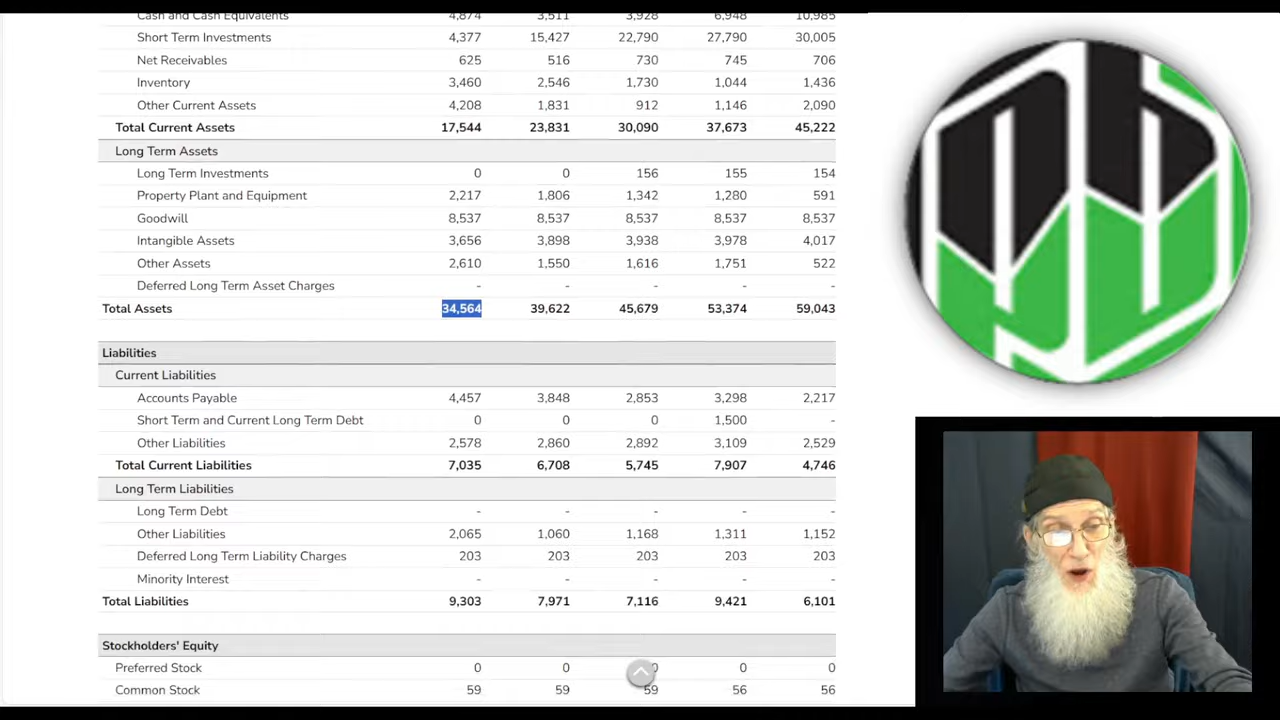 Cash and Cash Equivalents 4,874 3,511 3,928 6,948 10,985
Short Term Investments 4,377 15,427 22,790 27,790 30,005
Net Receivables 625 516 730 745 706
Inventory 3,460 2,546 1,730 1,044 1,436
Other Current Assets 4,208 1,831 912 1,146 2,090
Total Current Assets 17,544 23,831 30,090 37,673 45,222
Long Term Assets
Long Term Investments 0 0 156 155 154
Property Plant and Equipment 2,217 1,806 1,342 1,280 591
Goodwill 8,537 8,537 8,537 8,537 8,537
Intangible Assets 3,656 3,898 3,938 3,978 4,017
Other Assets 2,610 1,550 1,616 1,751 522
Deferred Long Term Asset Charges - - - - -
Total Assets 34,564 39,622 45,679 53,374 59,043
Liabilities
Current Liabilities
Accounts Payable 4,457 3,848 2,853 3,298 2,217
Short Term and Current Long Term Debt 0 0 0 1,500 -
Other Liabilities 2,578 2,860 2,892 3,109 2,529
Total Current Liabilities 7,035 6,708 5,745 7,907 4,746
Long Term Liabilities
Long Term Debt - - - - -
Other Liabilities 2,065 1,060 1,168 1,311 1,152
Deferred Long Term Liability Charges 203 203 203 203 203
Minority Interest - - - - -
Total Liabilities 9,303 7,971 7,116 9,421 6,101
Stockholders' Equity
Preferred Stock 0 0 0 0 0
Common Stock 59 59 59 56 56